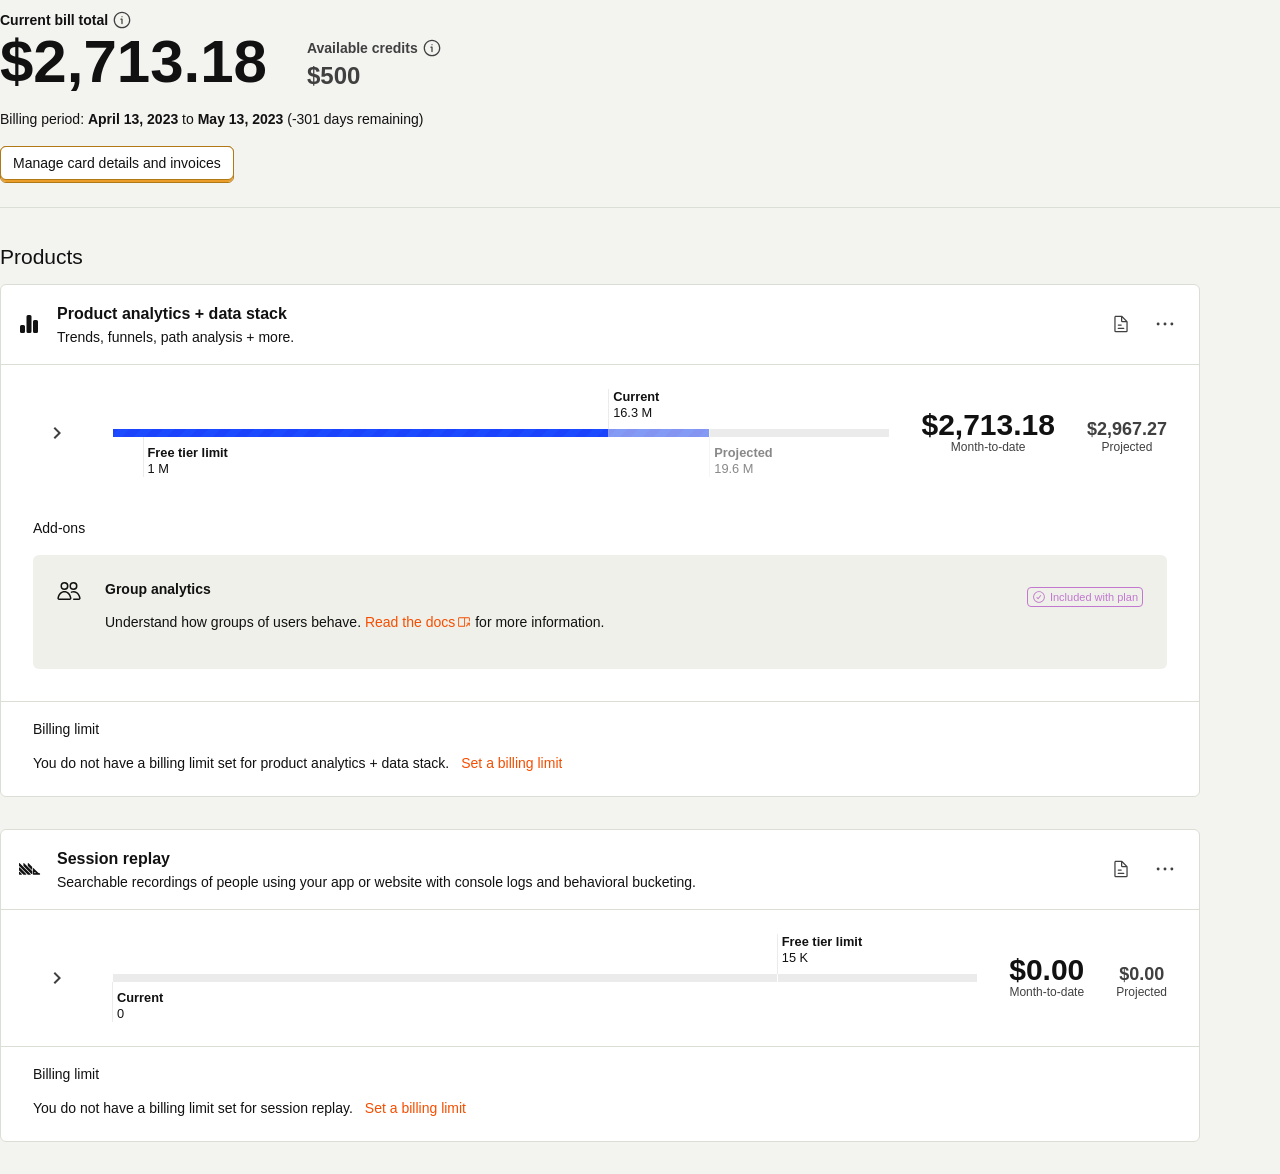 Current bill total
$2,713.18
Available credits
$500
Billing period: April 13, 2023 to May 13, 2023 (-301 days remaining)
Manage card details and invoices
Products
Product analytics + data stack
Trends, funnels, path analysis + more.
Current
16.3 M
Free tier limit
1 M
Projected
19.6 M
$2,713.18
Month-to-date
$2,967.27
Projected
Add-ons
Group analytics
Included with plan
Understand how groups of users behave. Read the docs for more information.
Billing limit
You do not have a billing limit set for product analytics + data stack. Set a billing limit
Session replay
Searchable recordings of people using your app or website with console logs and behavioral bucketing.
Free tier limit
15 K
Current
0
$0.00
Month-to-date
$0.00
Projected
Billing limit
You do not have a billing limit set for session replay. Set a billing limit